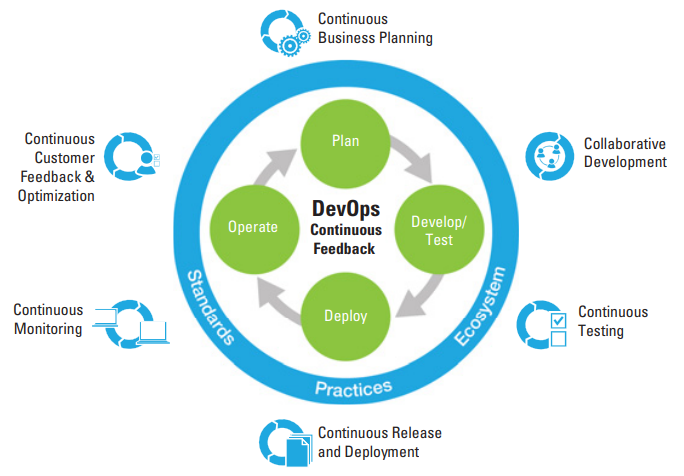 Continuous
Business Planning
Continuous
Customer
Feedback &
Optimization
Collaborative
Development
Plan
Operate
DevOps
Continuous
Feedback
Develop/
Test
Deploy
Continuous
Monitoring
Continuous
Testing
Standards
Practices
Ecosystem
Continuous Release
and Deployment